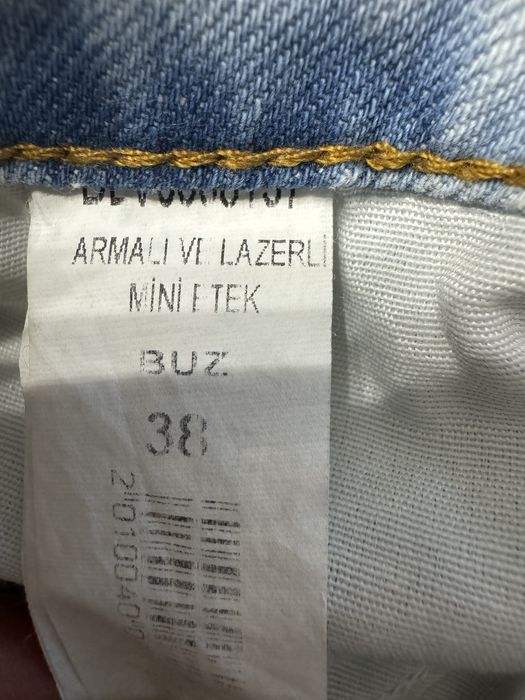 ARMALI VE LAZERLİ
MİNİ ETEK
BUZ
38